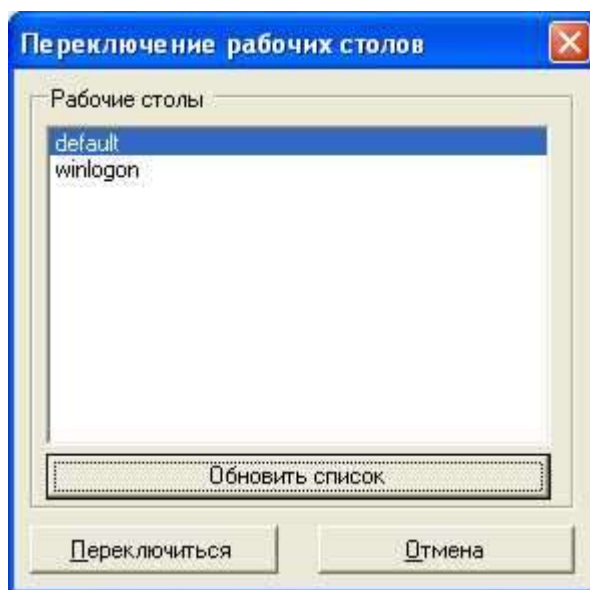 Переключение рабочих столов
Рабочие столы
default
winlogon
Обновить список
Переключиться
Отмена